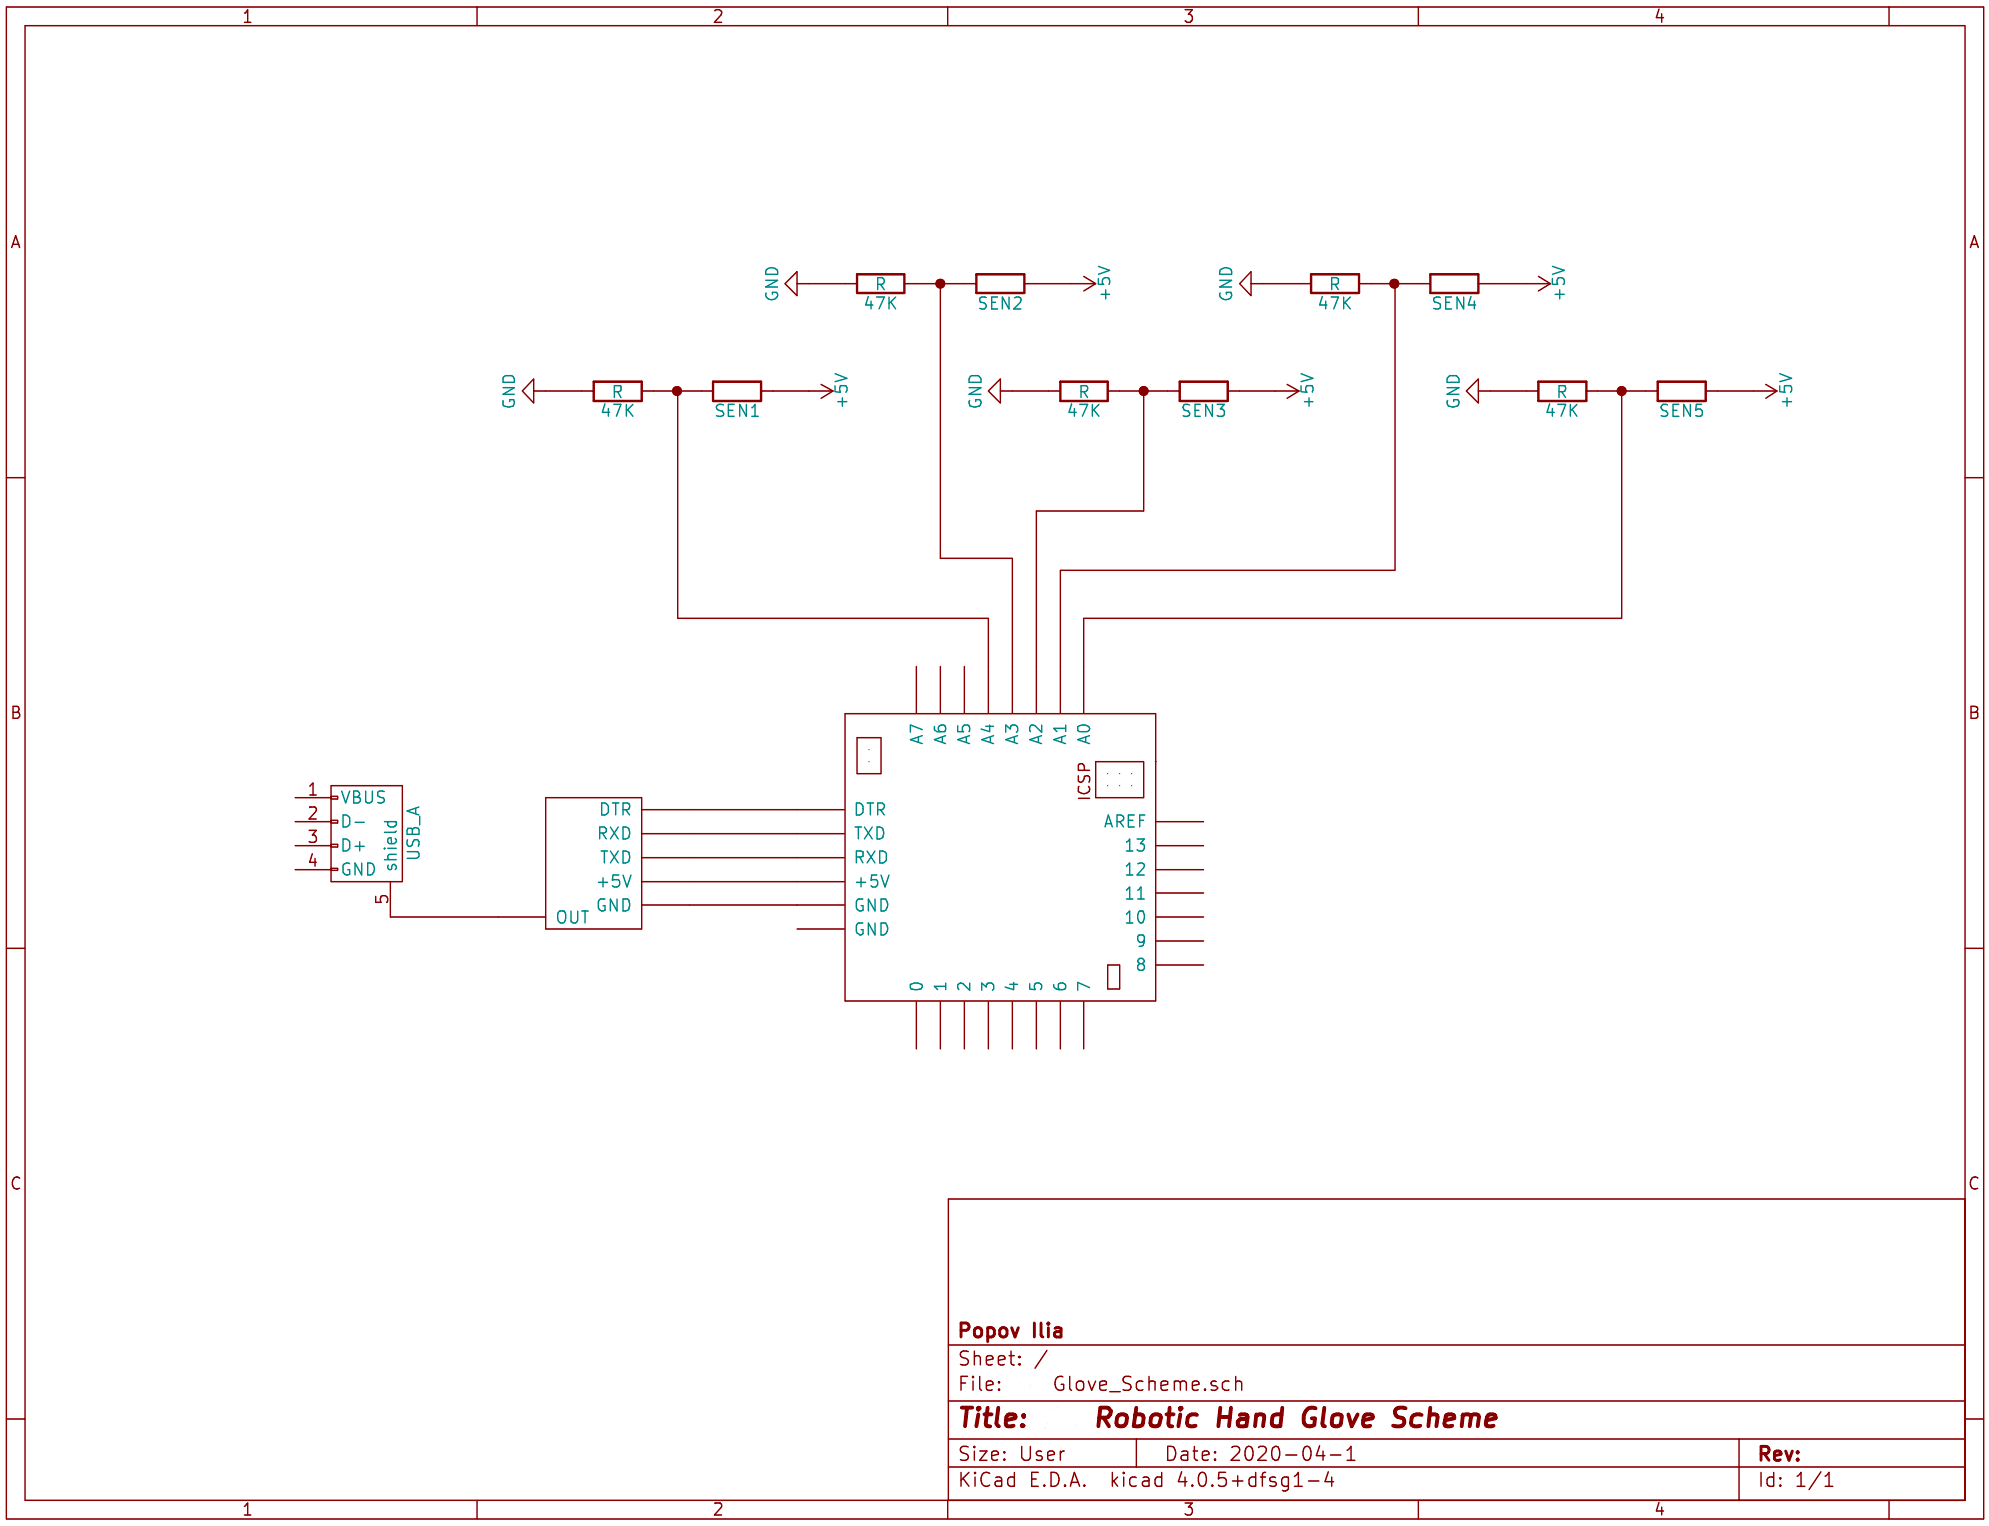 1 2 3 4
A A
GND R 47K SEN2 +5V
GND R 47K SEN4 +5V
GND R 47K SEN1 +5V
GND R 47K SEN3 +5V
GND R 47K SEN5 +5V
B B
A7 A6 A5 A4 A3 A2 A1 A0
ICSP
1 VBUS
2 D-
3 D+
4 GND
shield
USB_A
5
DTR
RXD
TXD
+5V
GND
OUT
DTR
TXD
RXD
+5V
GND
GND
AREF
13
12
11
10
9
8
0 1 2 3 4 5 6 7
C C
Popov Ilia
Sheet: /
File: Glove_Scheme.sch
Title: Robotic Hand Glove Scheme
Size: User Date: 2020-04-1 Rev:
KiCad E.D.A. kicad 4.0.5+dfsg1-4 Id: 1/1
1 2 3 4